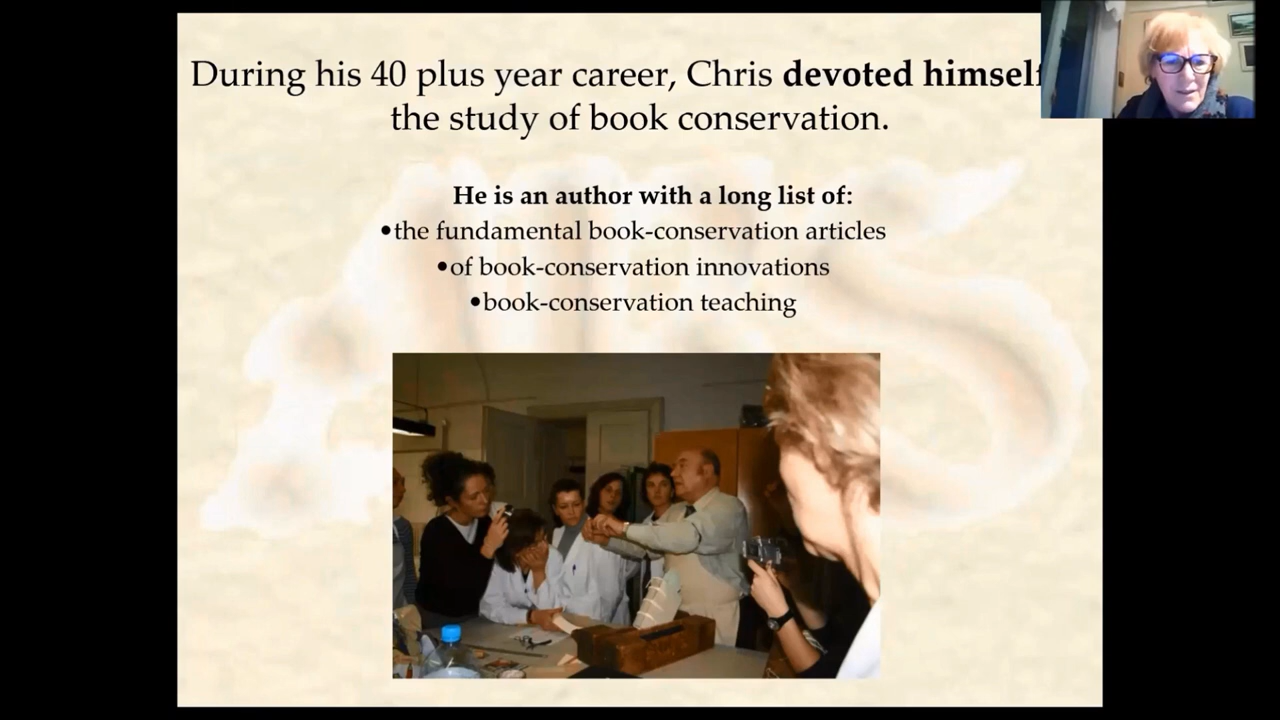 During his 40 plus year career, Chris devoted himself
the study of book conservation.
He is an author with a long list of:
•the fundamental book-conservation articles
•of book-conservation innovations
•book-conservation teaching